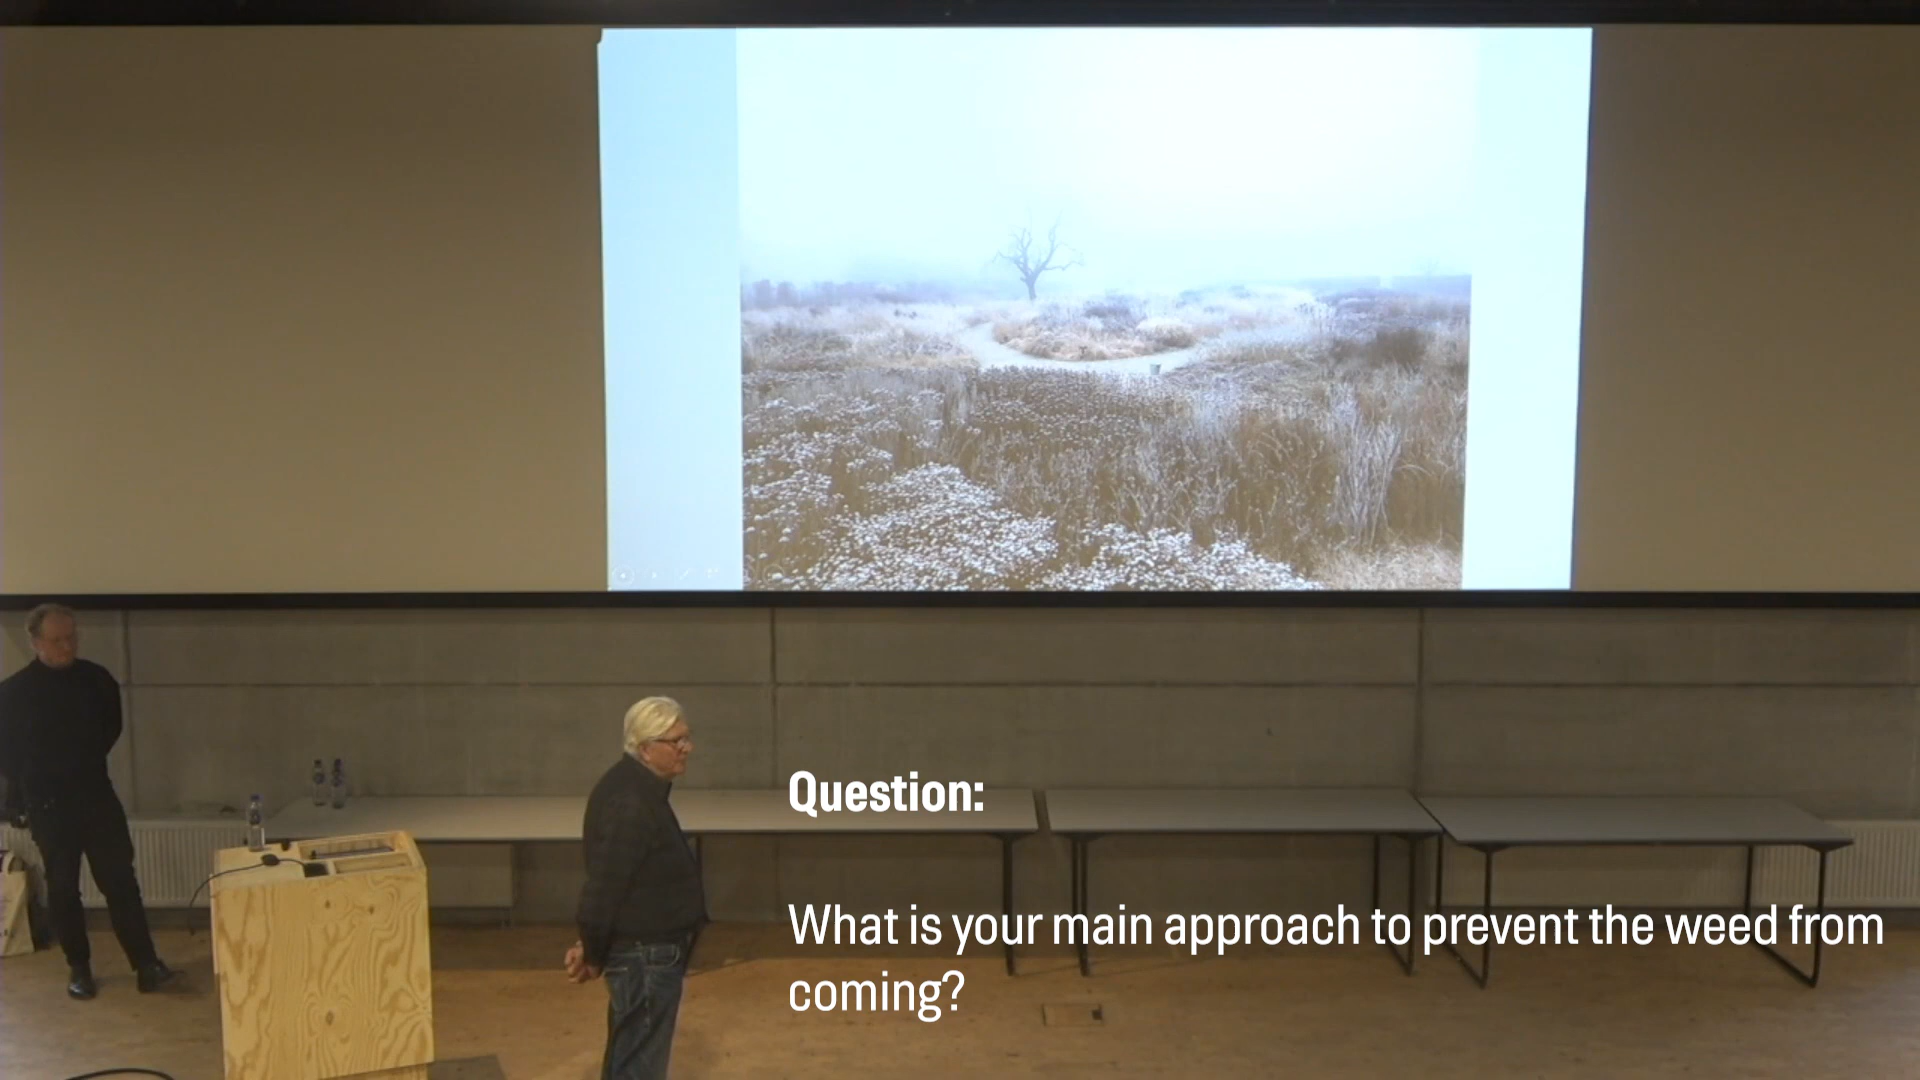 Question:
What is your main approach to prevent the weed from
coming?